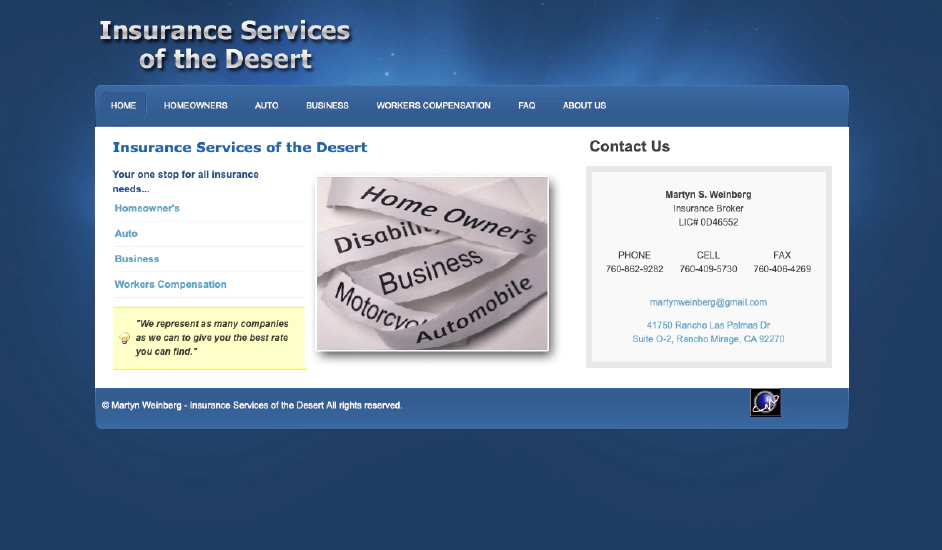 Insurance Services
of the Desert
HOME HOMEOWNERS AUTO BUSINESS WORKERS COMPENSATION FAQ ABOUT US
Insurance Services of the Desert
Your one stop for all insurance
needs...
Homeowner's
Auto
Business
Workers Compensation
"We represent as many companies
as we can to give you the best rate
you can find."
Home Owner's
Disability
Business
Motorcyc
Automobile
Contact Us
Martyn S. Weinberg
Insurance Broker
LIC# 0D46552
PHONE CELL FAX
760-862-9282 760-409-5730 760-406-4269
martynweinberg@gmail.com
41750 Rancho Las Palmas Dr
Suite O-2, Rancho Mirage, CA 92270
© Martyn Weinberg - Insurance Services of the Desert All rights reserved.